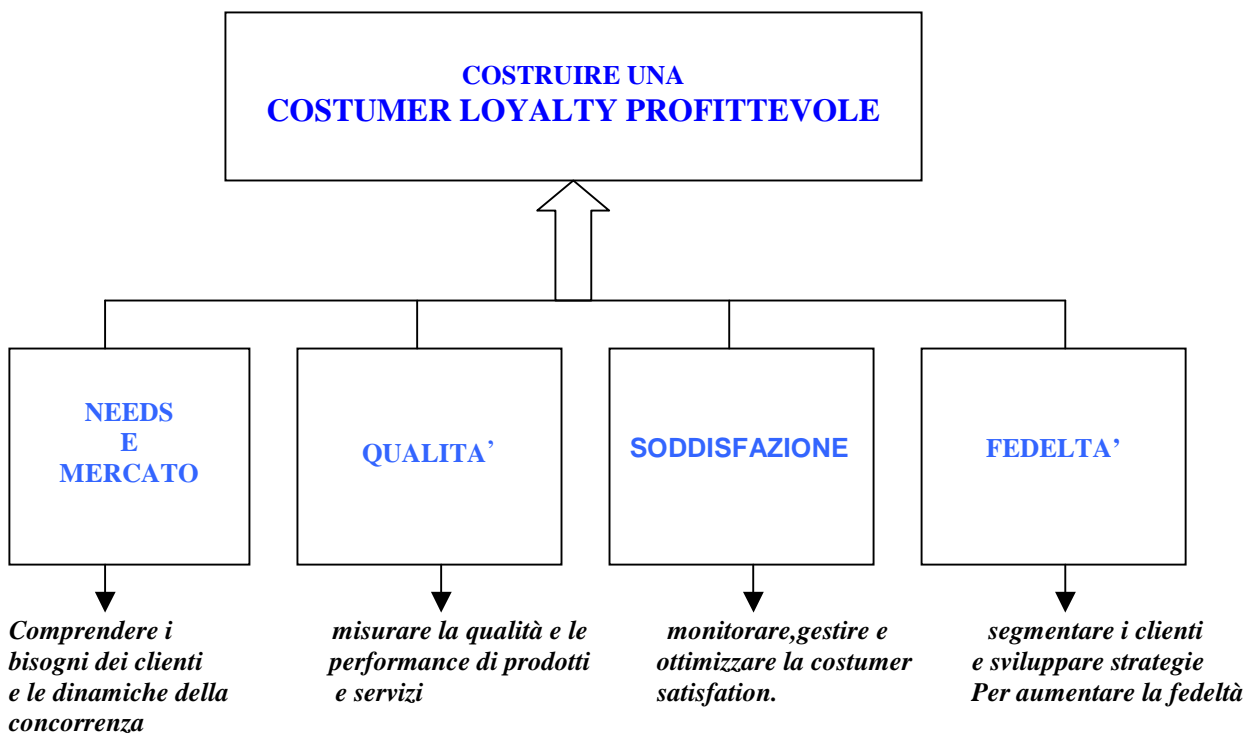 COSTRUIRE UNA
COSTUMER LOYALTY PROFITTEVOLE
NEEDS
E
MERCATO
QUALITA’
SODDISFAZIONE
FEDELTA’
Comprendere i
bisogni dei clienti
e le dinamiche della
concorrenza
misurare la qualità e le
performance di prodotti
e servizi
monitorare,gestire e
ottimizzare la costumer
satisfation.
segmentare i clienti
e sviluppare strategie
Per aumentare la fedeltà